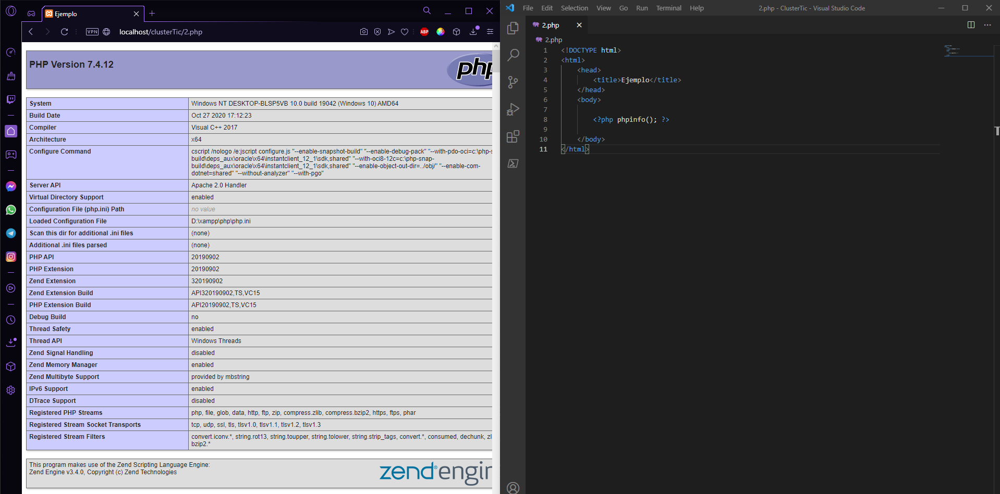 Ejemplo
VPN
localhost/clusterTic/2.php
ABP
PHP Version 7.4.12
php
System Windows NT DESKTOP-BLSP5VB 10.0 build 19042 (Windows 10) AMD64
Build Date Oct 27 2020 17:12:23
Compiler Visual C++ 2017
Architecture x64
Configure Command cscript /nologo /e:jscript configure.js "--enable-snapshot-build" "--enable-debug-pack" "--with-pdo-oci=c:\php-s
build\deps_aux\oracle\x64\instantclient_12_1\sdk,shared" "--with-oci8-12c=c:\php-snap-
build\deps_aux\oracle\x64\instantclient_12_1\sdk,shared" "--enable-object-out-dir=../obj/" "--enable-com-
dotnet=shared" "--without-analyzer" "--with-pgo"
Server API Apache 2.0 Handler
Virtual Directory Support enabled
Configuration File (php.ini) Path no value
Loaded Configuration File D:\xampp\php\php.ini
Scan this dir for additional .ini files (none)
Additional .ini files parsed (none)
PHP API 20190902
PHP Extension 20190902
Zend Extension 320190902
Zend Extension Build API320190902,TS,VC15
PHP Extension Build API20190902,TS,VC15
Debug Build no
Thread Safety enabled
Thread API Windows Threads
Zend Signal Handling disabled
Zend Memory Manager enabled
Zend Multibyte Support provided by mbstring
IPv6 Support enabled
DTrace Support disabled
Registered PHP Streams php, file, glob, data, http, ftp, zip, compress.zlib, compress.bzip2, https, ftps, phar
Registered Stream Socket Transports tcp, udp, ssl, tls, tlsv1.0, tlsv1.1, tlsv1.2, tlsv1.3
Registered Stream Filters convert.iconv.*, string.rot13, string.toupper, string.tolower, string.strip_tags, convert.*, consumed, dechunk, zl
bzip2.*
This program makes use of the Zend Scripting Language Engine:
Zend Engine v3.4.0, Copyright (c) Zend Technologies
zend®engin
File Edit Selection View Go Run Terminal Help 2.php - ClusterTic - Visual Studio Code
2.php
2.php
1 <!DOCTYPE html>
2 <html>
3 <head>
4 <title>Ejemplo</title>
5 </head>
6 <body>
7
8 <?php phpinfo(); ?>
9
10 </body>
11 </html>